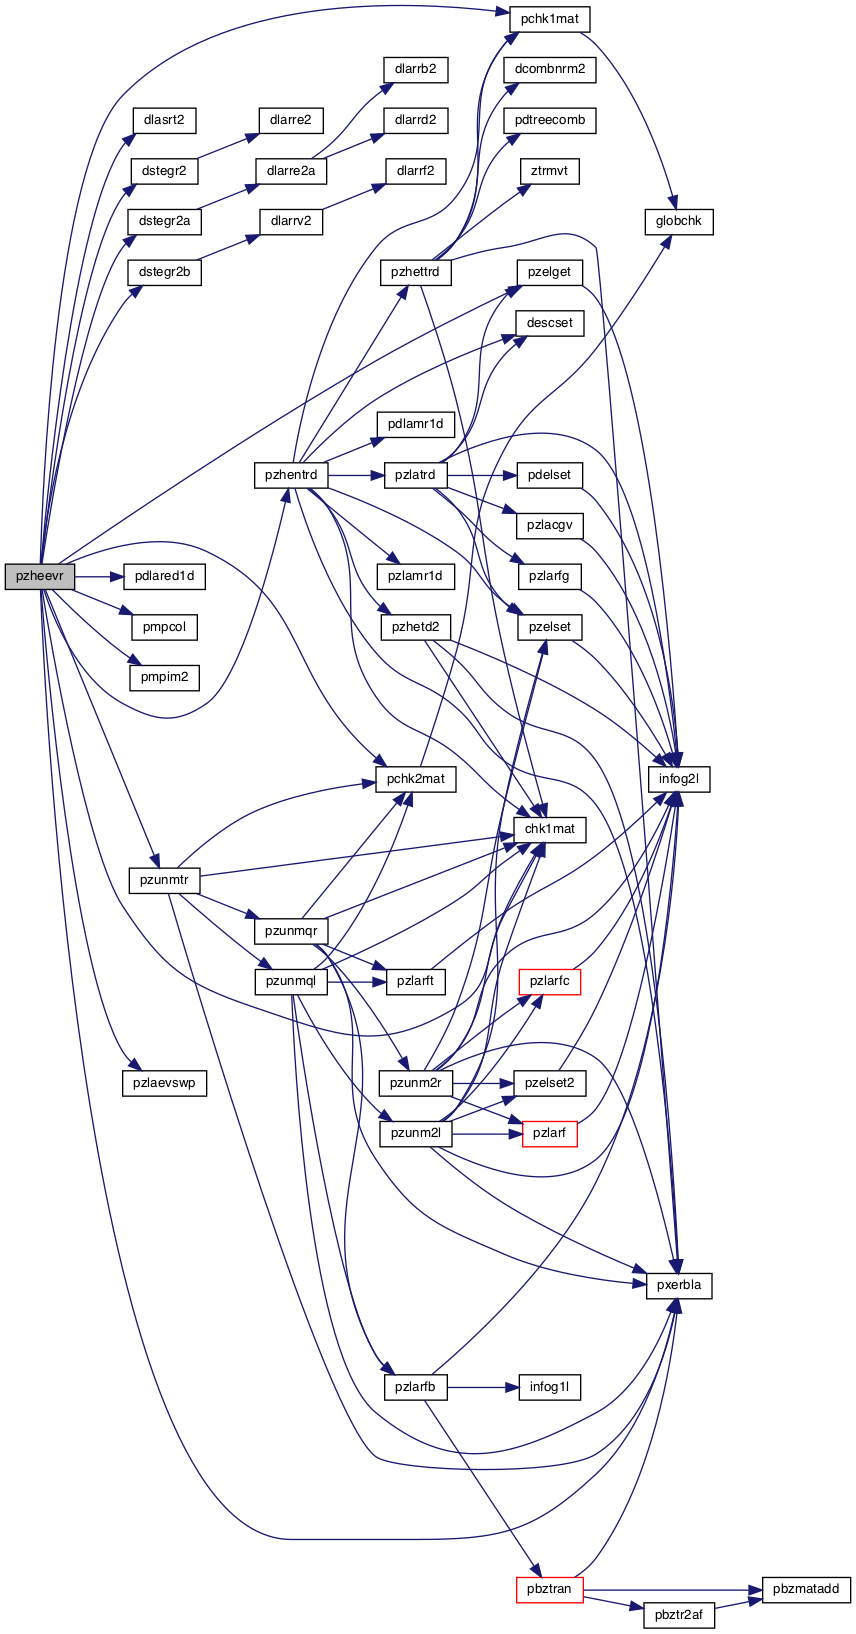 pchk1mat
dlarrb2
dcombnrm2
dlasrt2
dlarre2
dlarrd2
pdtreecomb
dstegr2
dlarre2a
dlarrf2
ztrmvt
dstegr2a
dlarrv2
globchk
dstegr2b
pzhettrd
pzelget
descset
pdlamr1d
pzhentrd
pzlatrd
pdelset
pzlacgv
pzheevr
pdlared1d
pzlamr1d
pzlarfg
pmpcol
pzhetd2
pzelset
pmpim2
pchk2mat
infog2l
chk1mat
pzunmtr
pzunmqr
pzunmql
pzlarft
pzlarfc
pzlaevswp
pzunm2r
pzelset2
pzunm2l
pzlarf
pxerbla
pzlarfb
infog1l
pbztran
pbzmatadd
pbztr2af